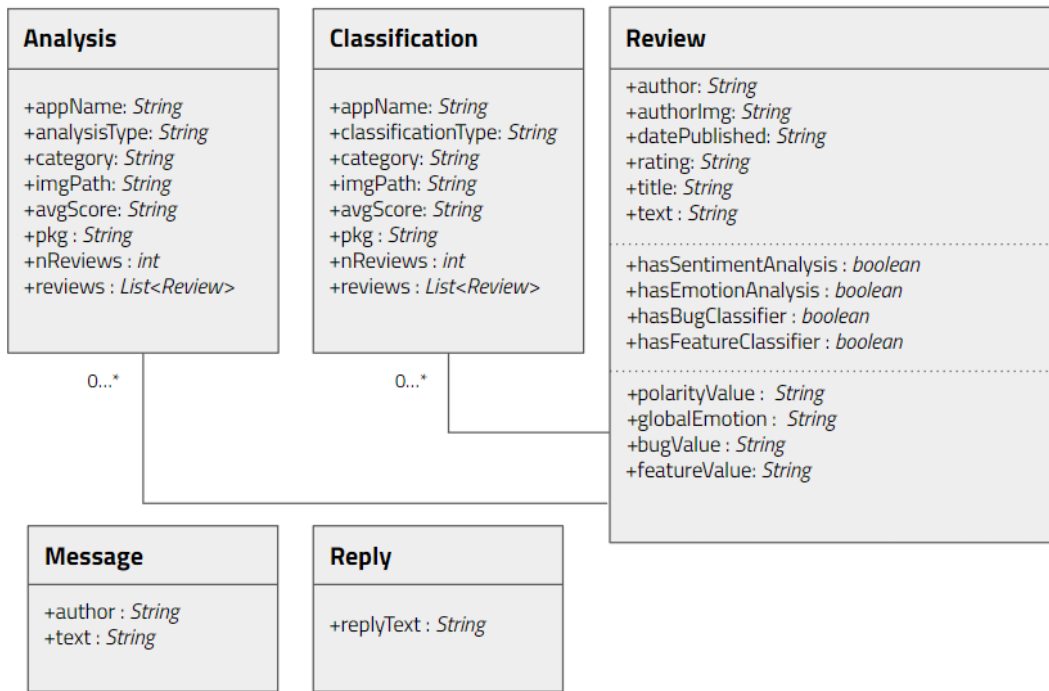 Analysis
+appName: String
+analysisType: String
+category: String
+imgPath: String
+avgScore: String
+pkg : String
+nReviews : int
+reviews : List<Review>
0...*
Classification
+appName: String
+classificationType: String
+category: String
+imgPath: String
+avgScore: String
+pkg : String
+nReviews : int
+reviews : List<Review>
0...*
Review
+author: String
+authorImg: String
+datePublished: String
+rating: String
+title: String
+text : String
+hasSentimentAnalysis : boolean
+hasEmotionAnalysis : boolean
+hasBugClassifier : boolean
+hasFeatureClassifier : boolean
+polarityValue : String
+globalEmotion : String
+bugValue : String
+featureValue: String
Message
+author : String
+text : String
Reply
+replyText : String